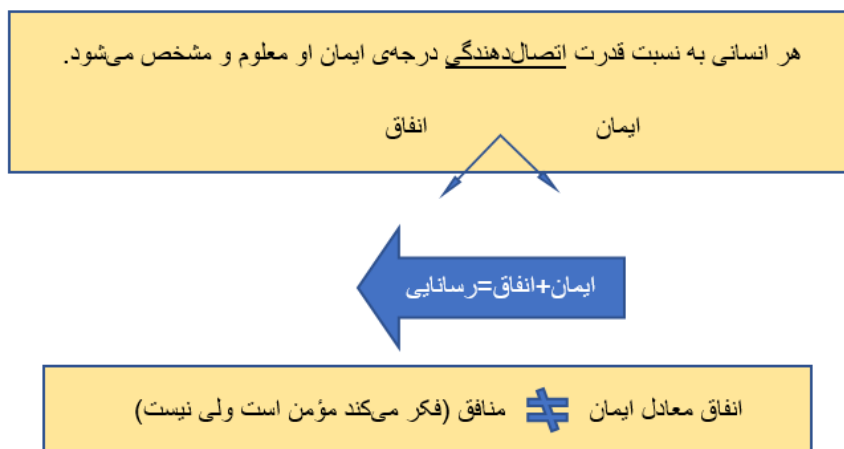 هر انسانی به نسبت قدرت اتصال‌دهندگی درجه‌ی ایمان او معلوم و مشخص می‌شود.
ایمان انفاق
ایمان+انفاق=رسانایی
انفاق معادل ایمان ≠ منافق (فکر می‌کند مؤمن است ولی نیست)